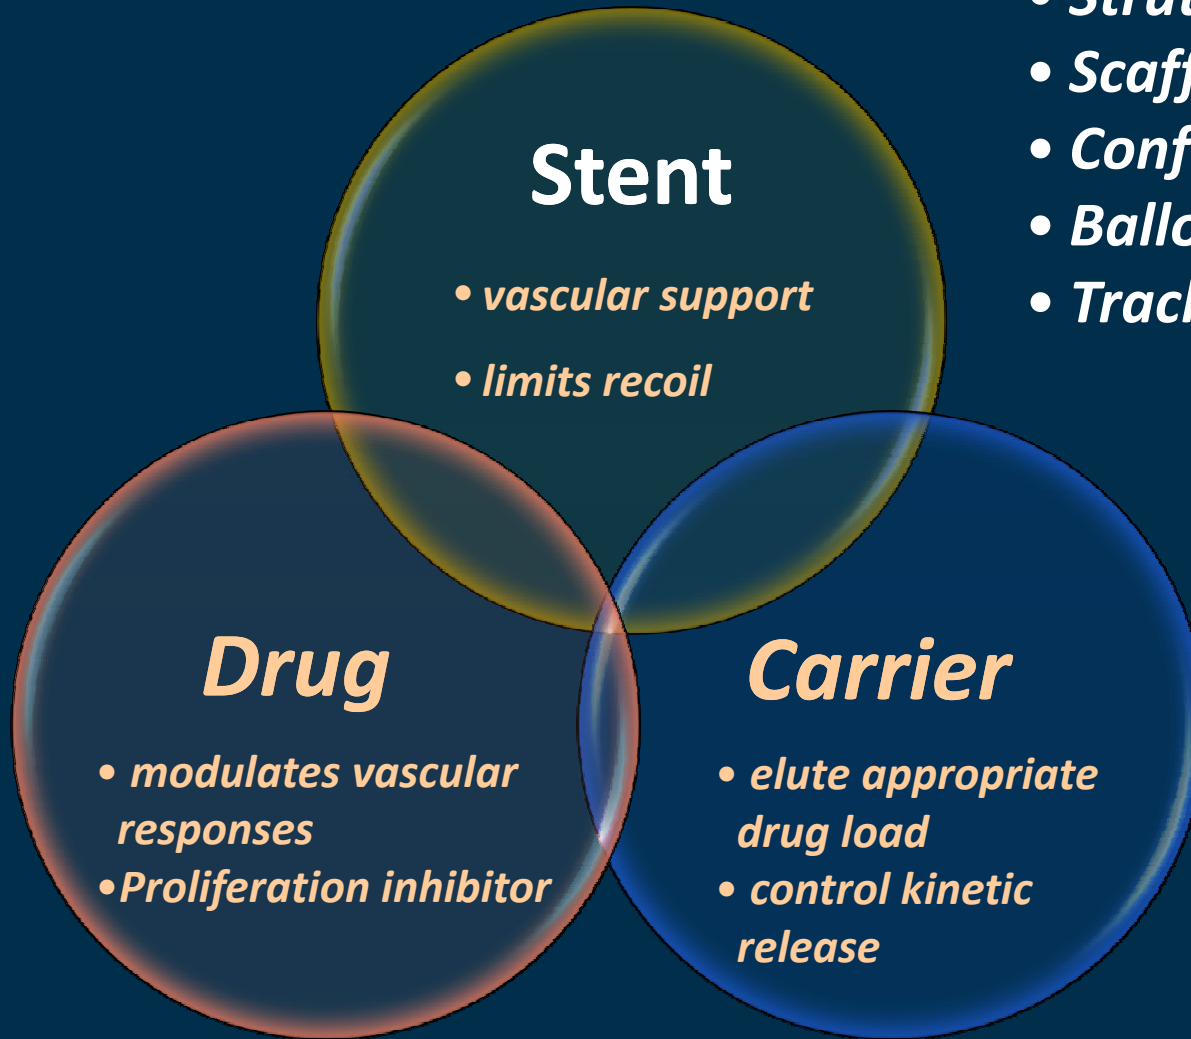 Stent
• vascular support
• limits recoil
Drug
• modulates vascular
responses
•Proliferation inhibitor
Carrier
• elute appropriate
drug load
• control kinetic
release